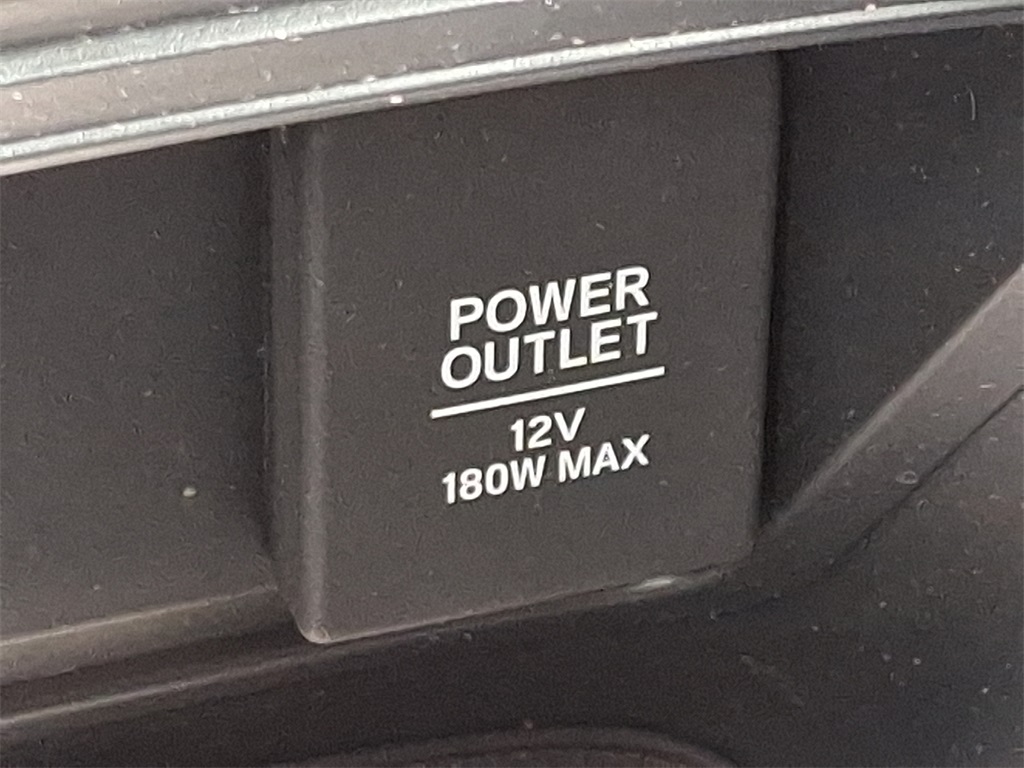 POWER
OUTLET
12V
180W MAX